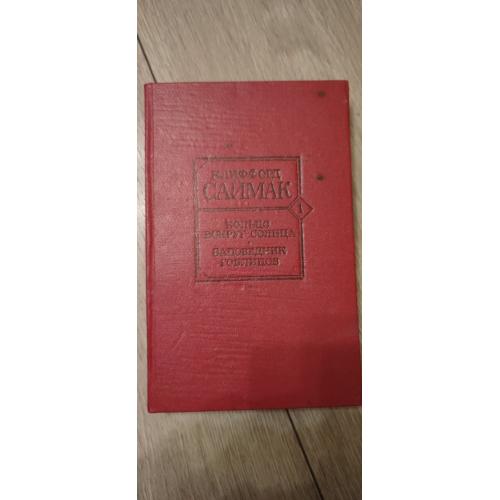 КЛИФФОРД
САЙМАК
1
КОЛЬЦО
ВОКРУГ СОЛНЦА
ЗАПОВЕДНИК
ГОБЛИНОВ